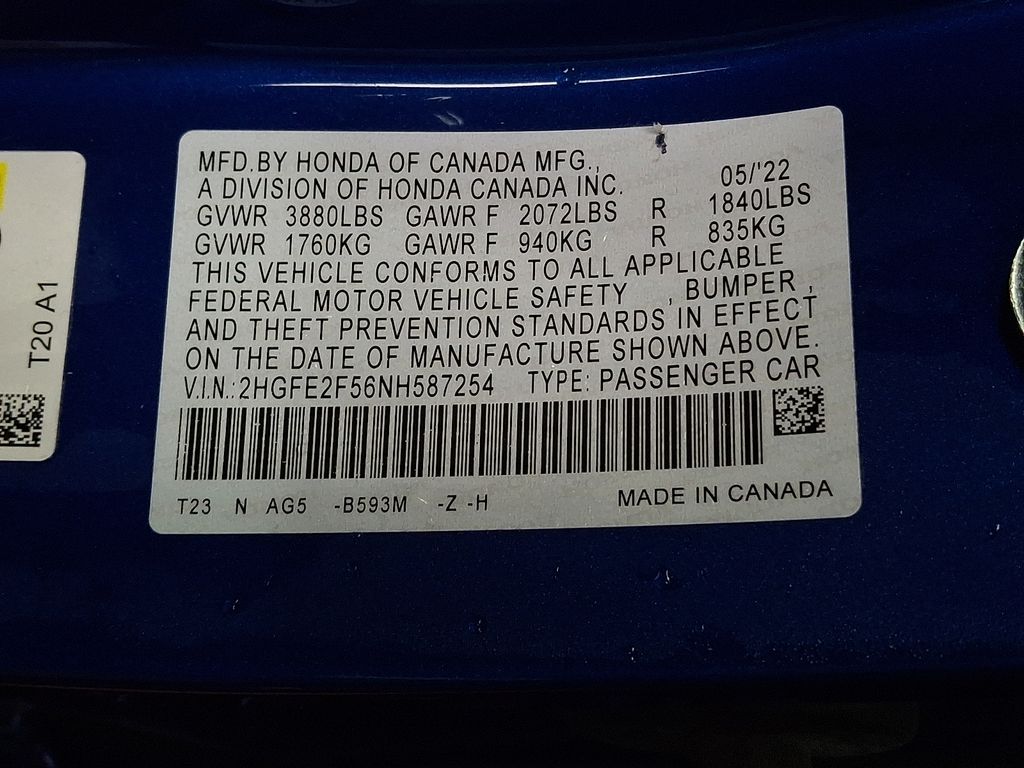 MFD.BY HONDA OF CANADA MFG.,
A DIVISION OF HONDA CANADA INC. 05/'22
GVWR 3880LBS GAWR F 2072LBS R 1840LBS
GVWR 1760KG GAWR F 940KG R 835KG
THIS VEHICLE CONFORMS TO ALL APPLICABLE
FEDERAL MOTOR VEHICLE SAFETY , BUMPER ,
AND THEFT PREVENTION STANDARDS IN EFFECT
ON THE DATE OF MANUFACTURE SHOWN ABOVE.
V.I.N.:2HGFE2F56NH587254 TYPE: PASSENGER CAR
T23 N AG5 -B593M -Z -H MADE IN CANADA
T20 A1